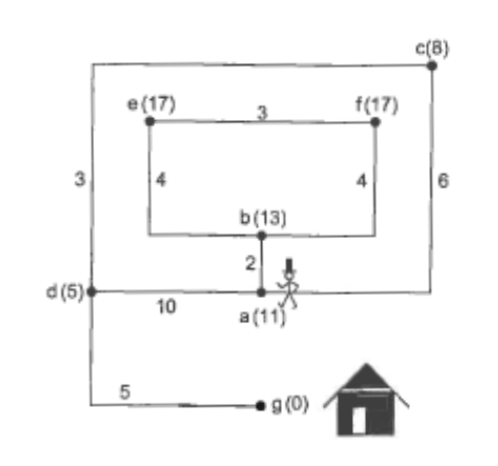 c(8)
e(17)
3
f(17)
3
4
4
6
b(13)
2
d(5)
10
a(11)
5
g(0)